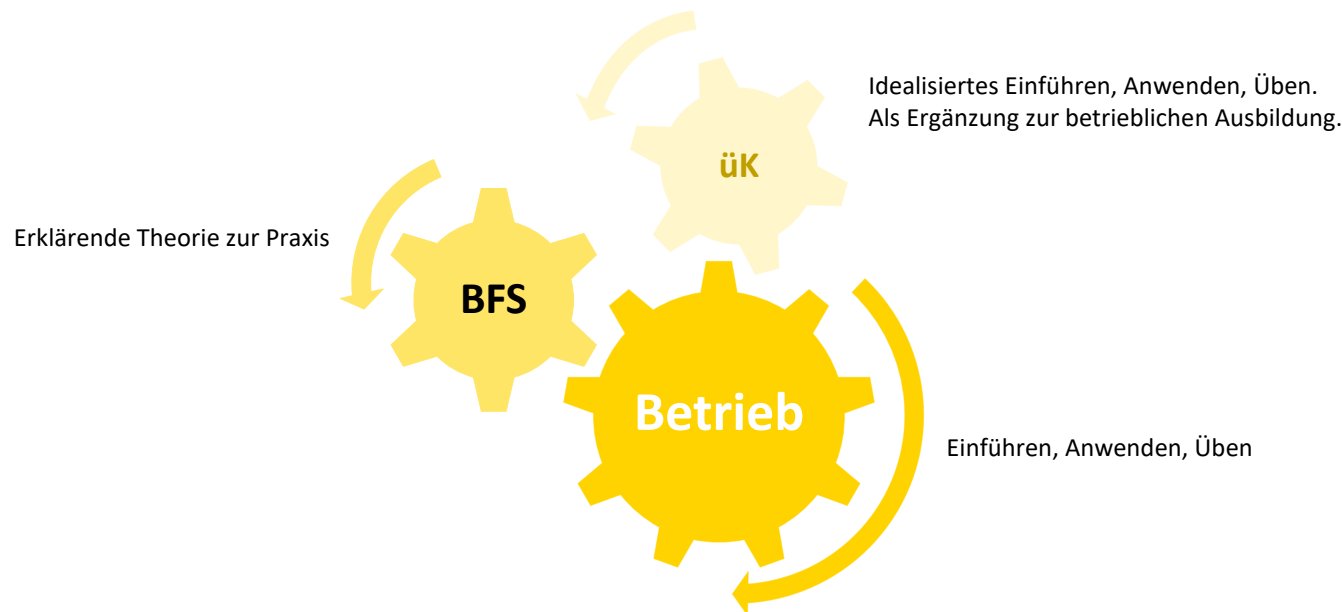 Idealisiertes Einführen, Anwenden, Üben.
Als Ergänzung zur betrieblichen Ausbildung.
üK
Erklärende Theorie zur Praxis
BFS
Betrieb
Einführen, Anwenden, Üben